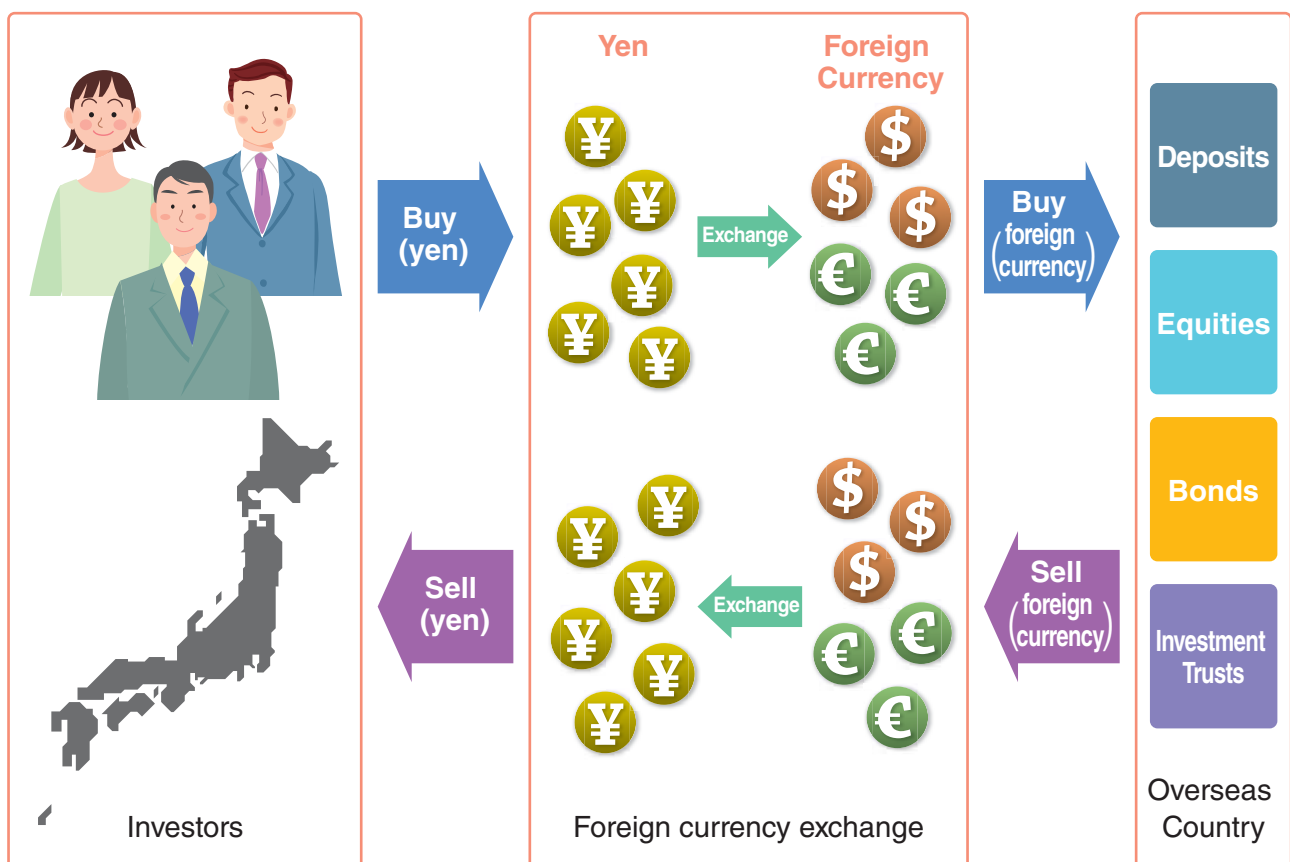 Yen
Foreign
Currency
¥
$
¥
¥
$
$
Buy
(yen)
Exchange
Buy
(foreign
currency)
¥
¥
¥
€
€
€
Deposits
Equities
Bonds
Investment
Trusts
¥
¥
$
$
¥
$
Sell
(yen)
Exchange
Sell
(foreign
currency)
¥
¥
¥
€
€
€
Investors
Foreign currency exchange
Overseas
Country